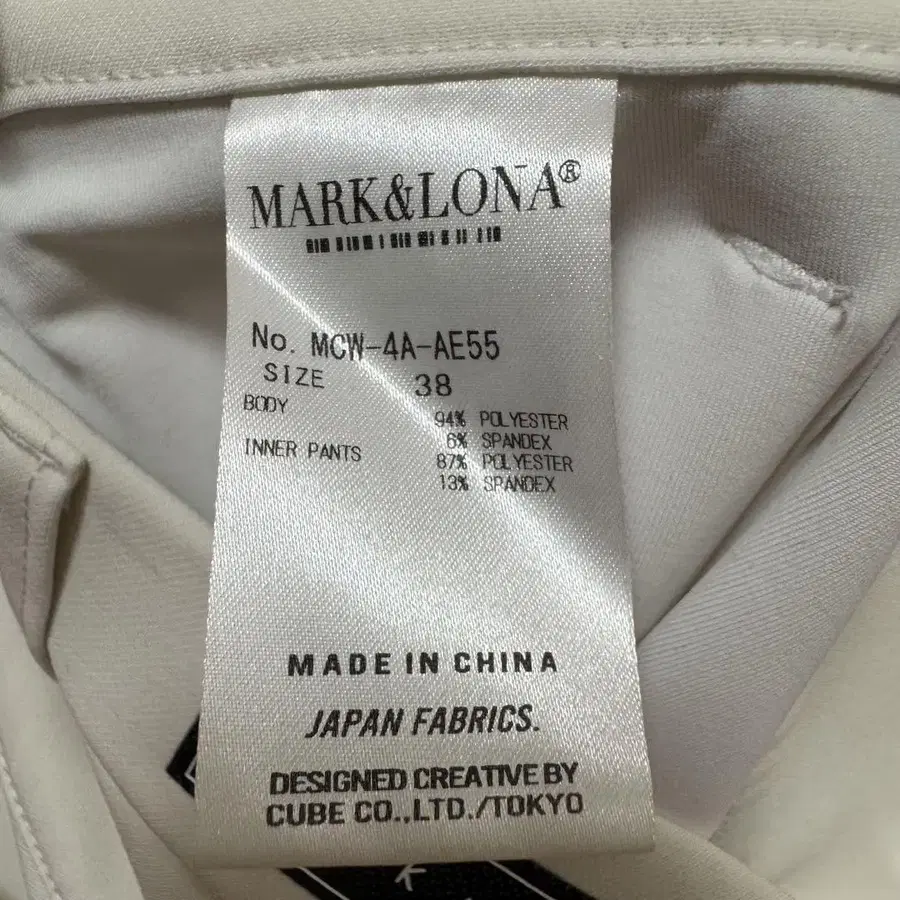 MARK&LONA®
No. MCW-4A-AE55
SIZE 38
BODY 94% POLYESTER
6% SPANDEX
INNER PANTS 87% POLYESTER
13% SPANDEX
MADE IN CHINA
JAPAN FABRICS.
DESIGNED CREATIVE BY
CUBE CO.,LTD./TOKYO
K